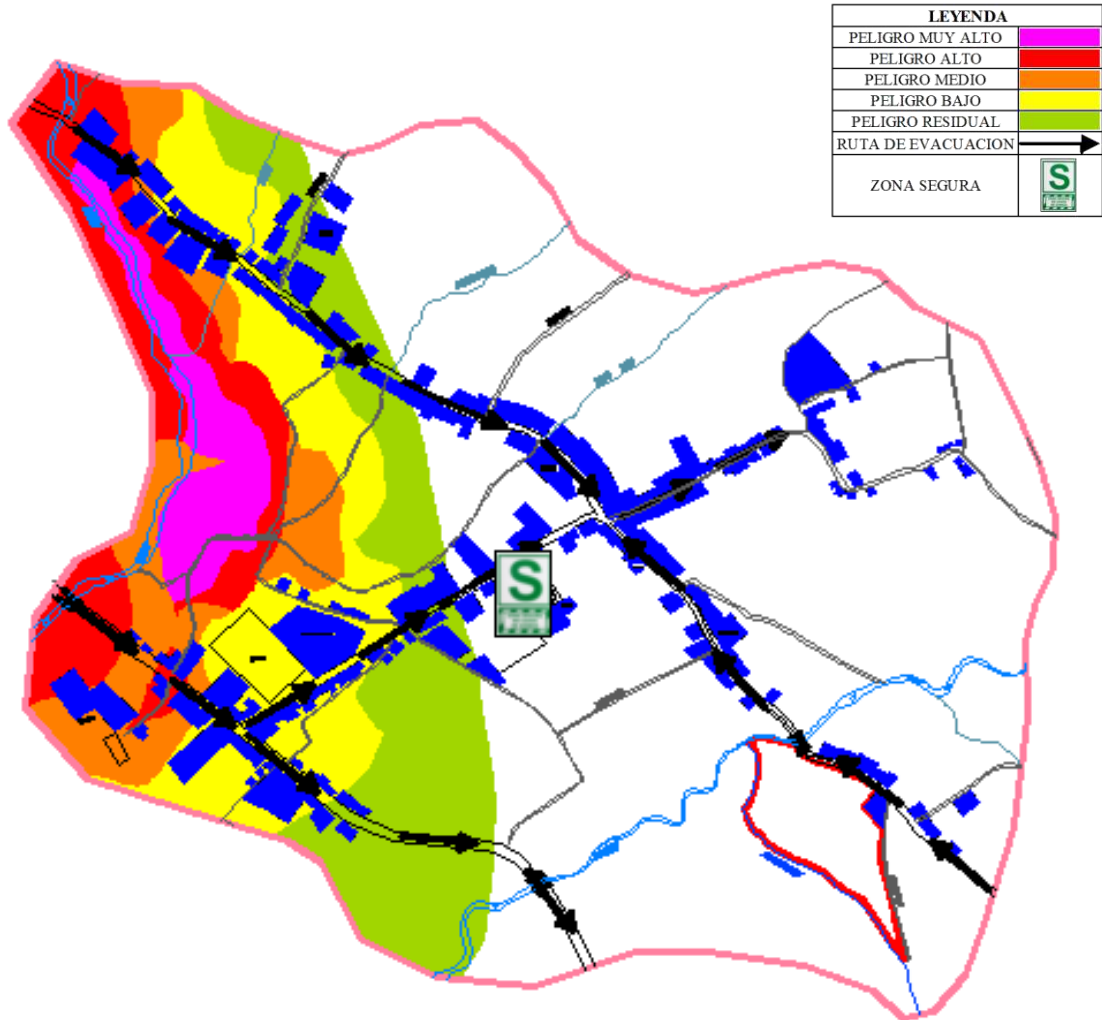 LEYENDA
PELIGRO MUY ALTO
PELIGRO ALTO
PELIGRO MEDIO
PELIGRO BAJO
PELIGRO RESIDUAL
RUTA DE EVACUACION
ZONA SEGURA
S
S